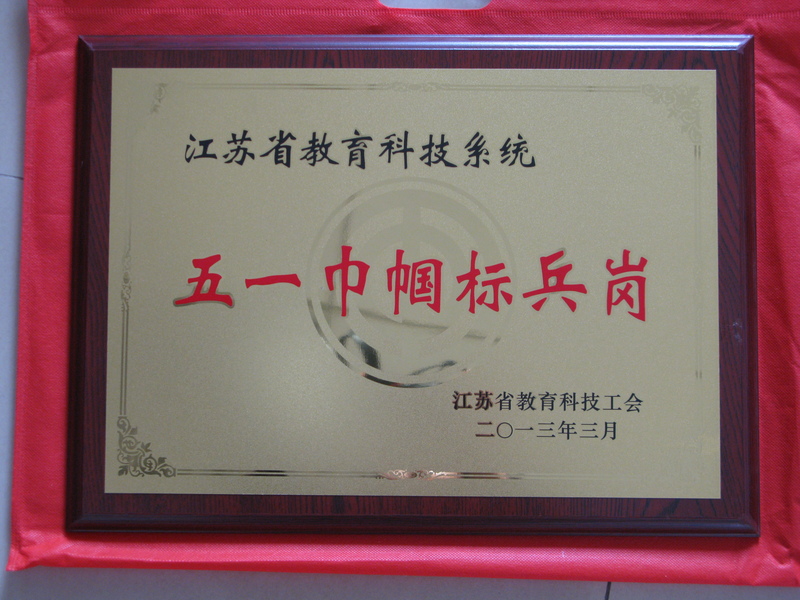 江苏省教育科技系统
五一巾帼标兵岗
江苏省教育科技工会
二〇一三年三月